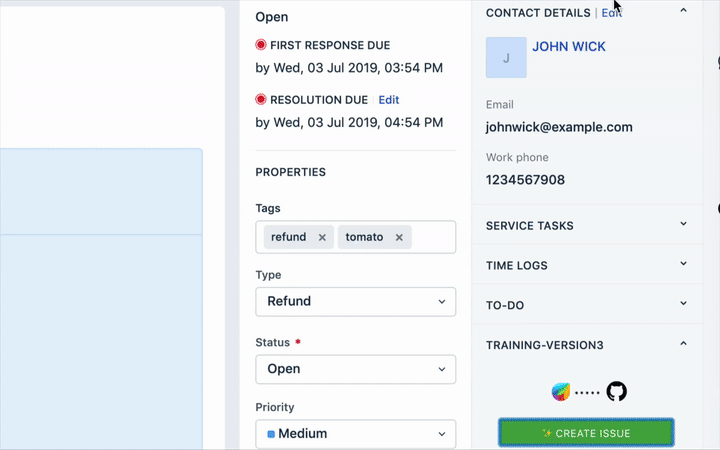 Open
FIRST RESPONSE DUE
by Wed, 03 Jul 2019, 03:54 PM
RESOLUTION DUE | Edit
by Wed, 03 Jul 2019, 04:54 PM
PROPERTIES
Tags
refund × tomato ×
Type
Refund
Status *
Open
Priority
Medium
CONTACT DETAILS | Edit
J
JOHN WICK
Email
johnwick@example.com
Work phone
1234567908
SERVICE TASKS
TIME LOGS
TO-DO
TRAINING-VERSION3
✨ CREATE ISSUE